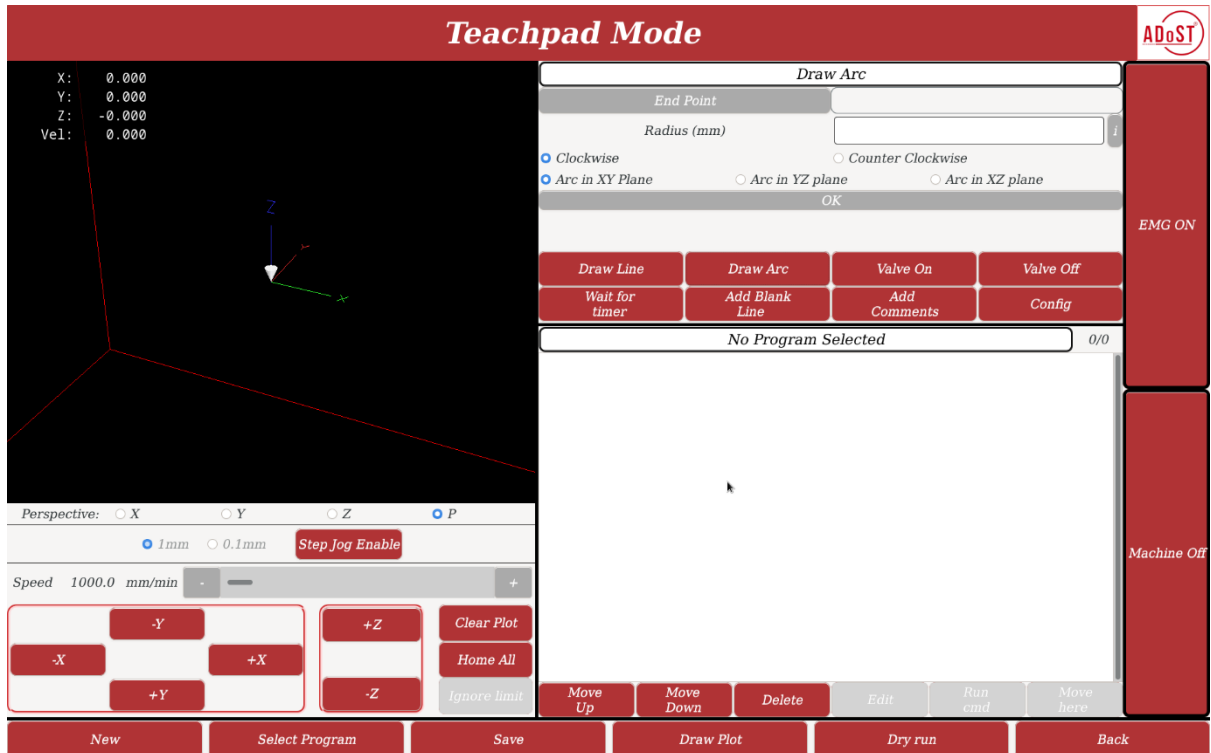 Teachpad Mode
ADoST
X: 0.000
Y: 0.000
Z: -0.000
Vel: 0.000
Z
Y
X
Draw Arc
End Point
Radius (mm)
i
Clockwise
Counter Clockwise
Arc in XY Plane
Arc in YZ plane
Arc in XZ plane
OK
Draw Line
Draw Arc
Valve On
Valve Off
Wait for
timer
Add Blank
Line
Add
Comments
Config
EMG ON
No Program Selected
0/0
Machine Off
Perspective:
X
Y
Z
P
1mm
0.1mm
Step Jog Enable
Speed 1000.0 mm/min
-
+
-Y
-X
+X
+Y
+Z
-Z
Clear Plot
Home All
Ignore limit
Move
Up
Move
Down
Delete
Edit
Run
cmd
Move
here
New
Select Program
Save
Draw Plot
Dry run
Back